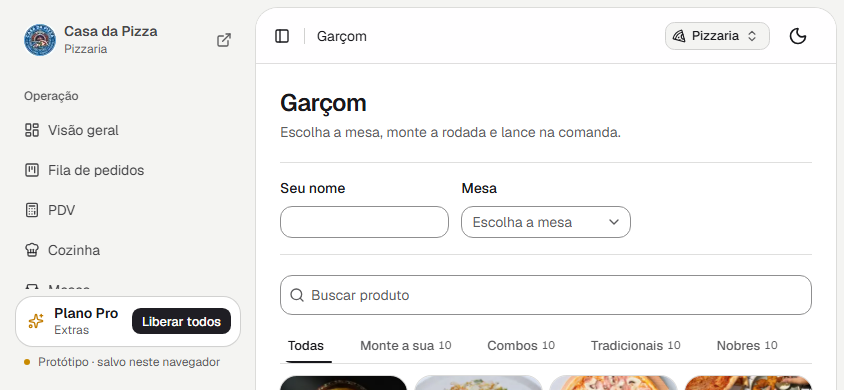 Casa da Pizza
Pizzaria
Operação
Visão geral
Fila de pedidos
PDV
Cozinha
Plano Pro
Extras
Liberar todos
Protótipo · salvo neste navegador
Garçom
Pizzaria
Garçom
Escolha a mesa, monte a rodada e lance na comanda.
Seu nome
Mesa
Escolha a mesa
Buscar produto
Todas
Monte a sua 10
Combos 10
Tradicionais 10
Nobres 10